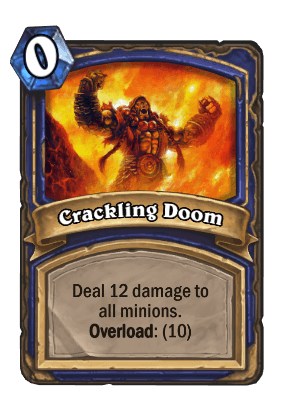 0
Crackling Doom
Deal 12 damage to
all minions.
Overload: (10)